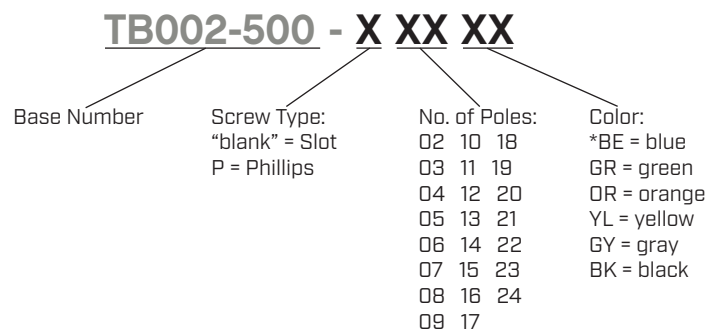 TB002-500 - X XX XX
Base Number
Screw Type:
“blank” = Slot
P = Phillips
No. of Poles:
02 10 18
03 11 19
04 12 20
05 13 21
06 14 22
07 15 23
08 16 24
09 17
Color:
*BE = blue
GR = green
OR = orange
YL = yellow
GY = gray
BK = black